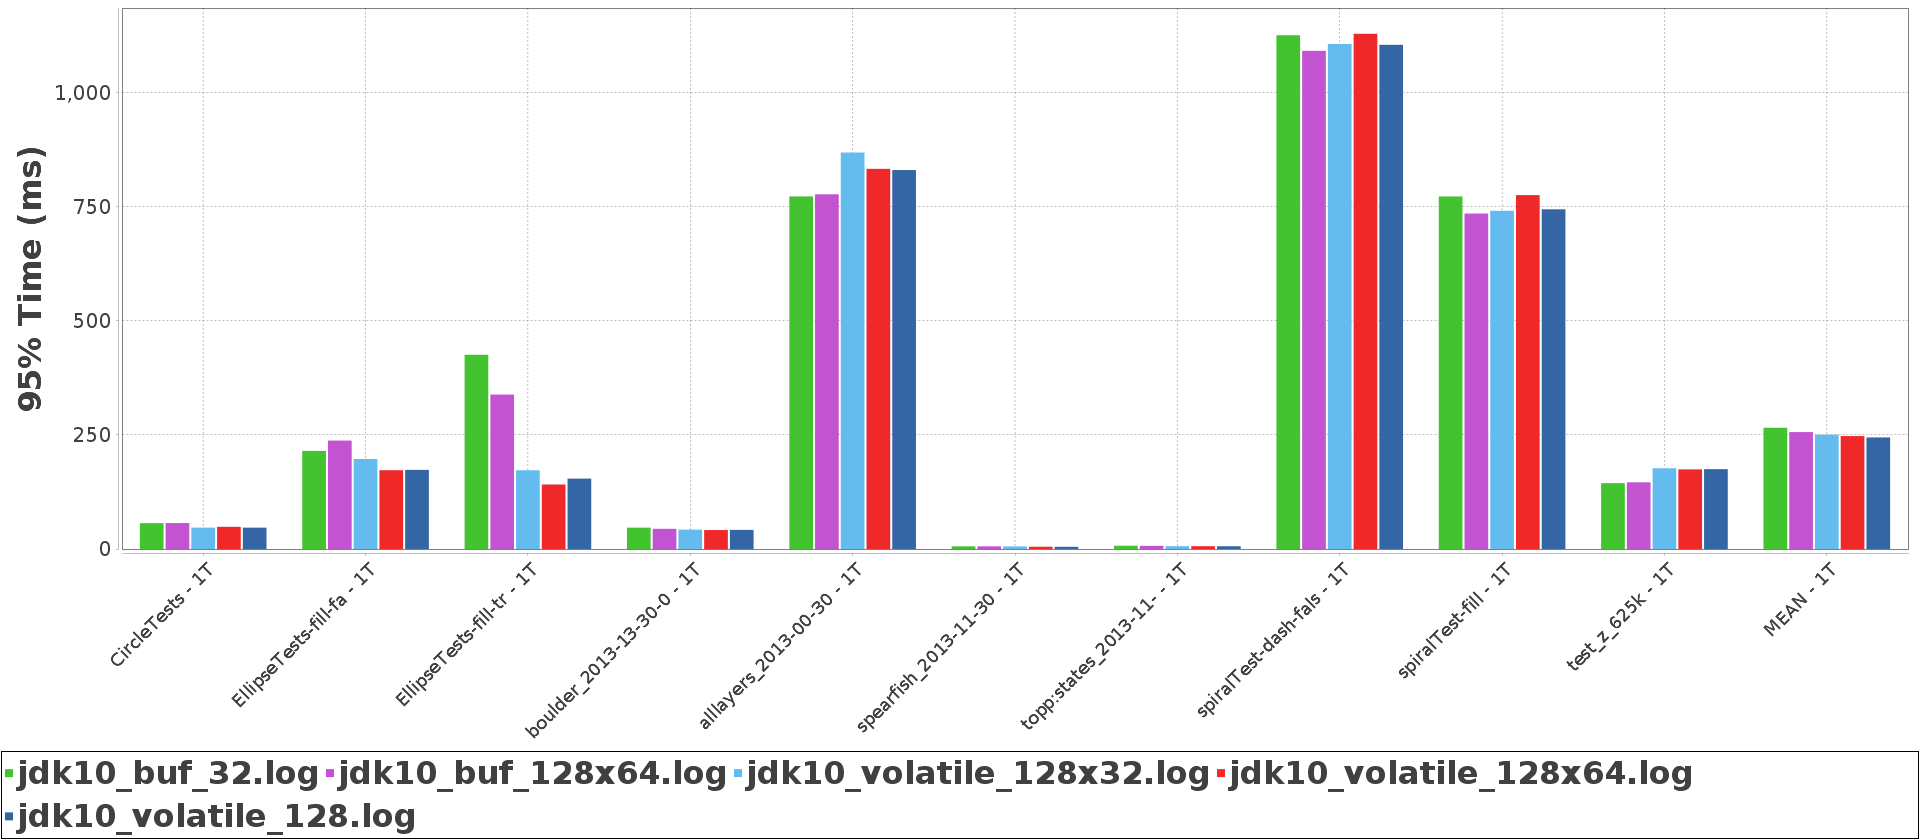 95% Time (ms)
1,000
750
500
250
0
CircleTests - 1T
EllipseTests-fill-fa - 1T
EllipseTests-fill-tr - 1T
boulder_2013-13-30-0 - 1T
alllayers_2013-00-30 - 1T
spearfish_2013-11-30 - 1T
topp:states_2013-11- - 1T
spiralTest-dash-fals - 1T
spiralTest-fill - 1T
test_z_625k - 1T
MEAN - 1T
jdk10_buf_32.log jdk10_buf_128x64.log jdk10_volatile_128x32.log jdk10_volatile_128x64.log
jdk10_volatile_128.log